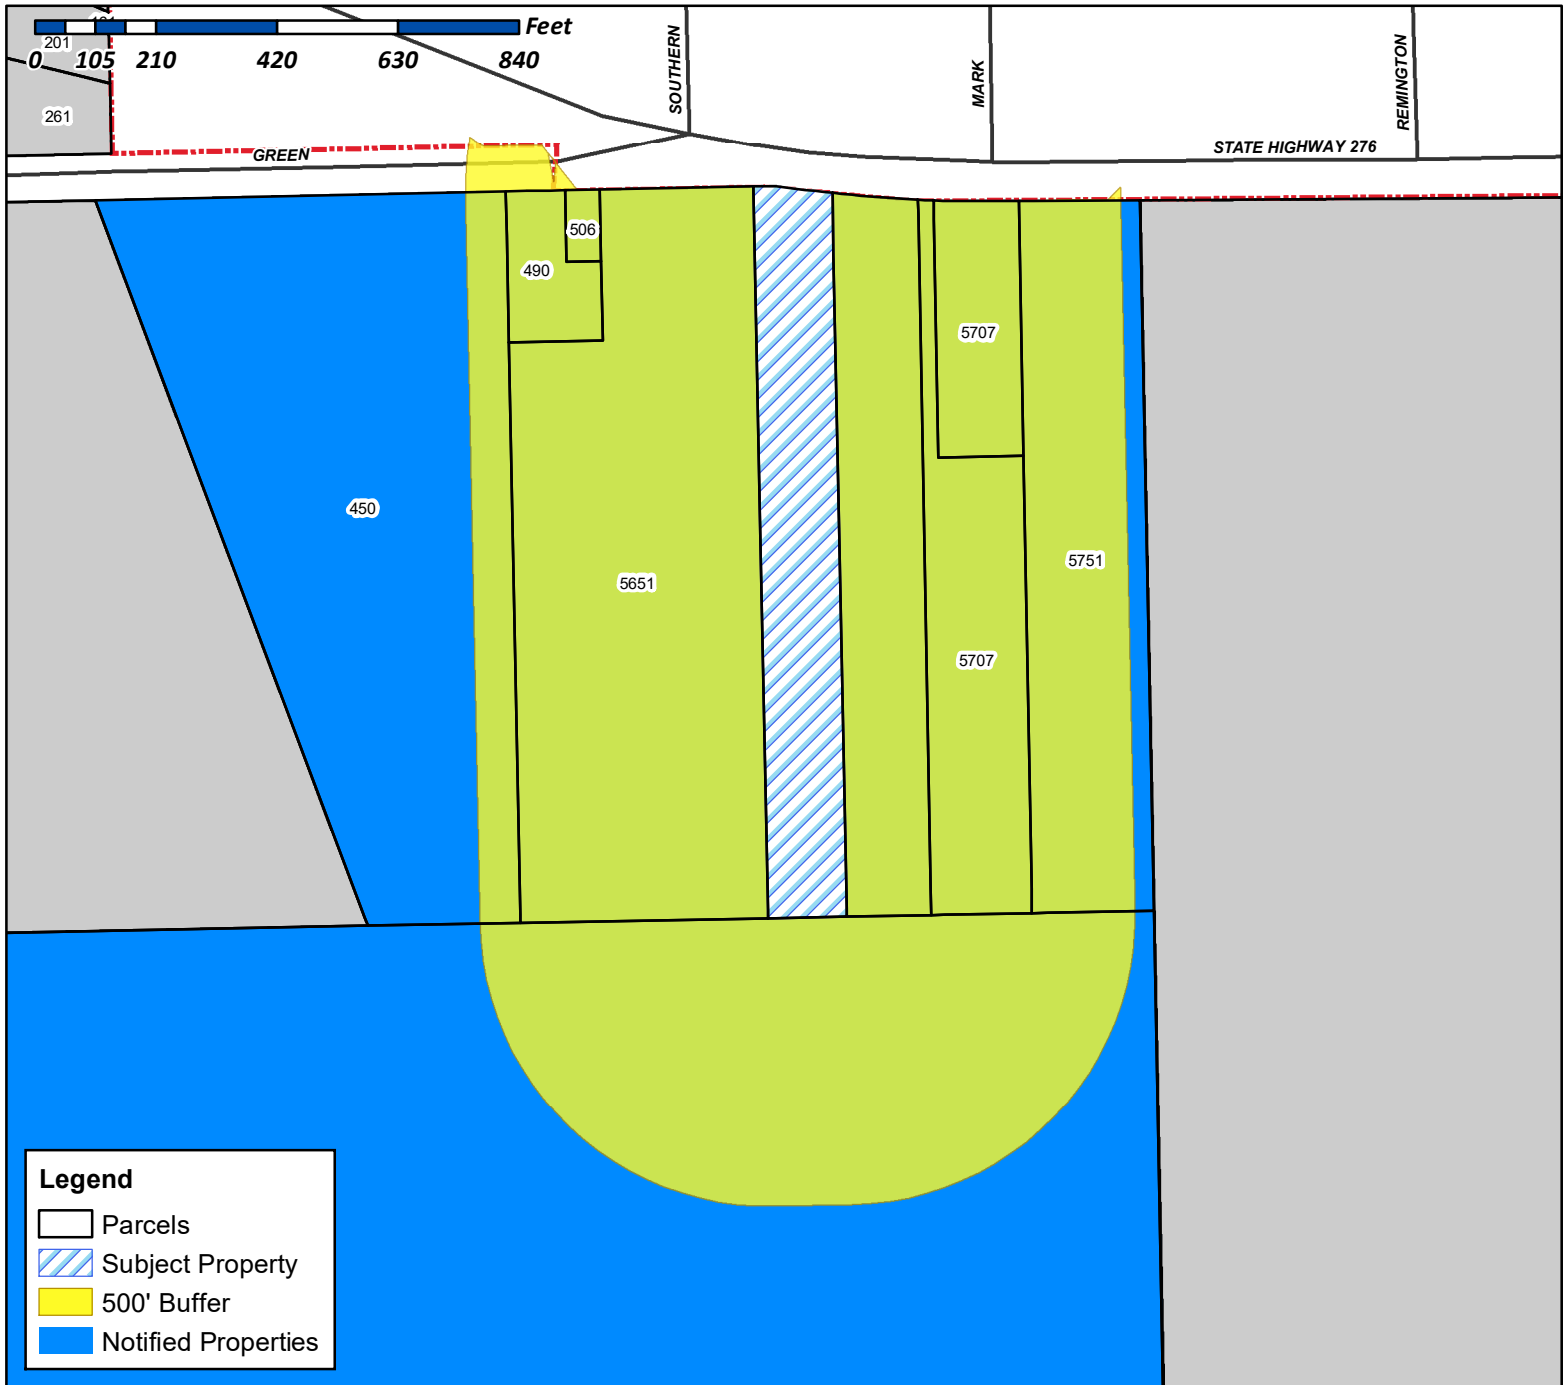 Feet
0 105 210 420 630 840
201
261
SOUTHERN
MARK
REMINGTON
GREEN
STATE HIGHWAY 276
506
490
5707
450
5751
5651
5707
Legend
Parcels
Subject Property
500' Buffer
Notified Properties